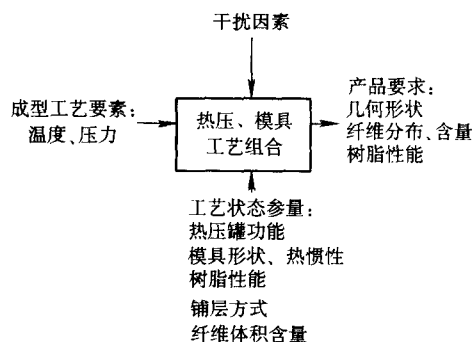 干扰因素
成型工艺要素：
温度、压力
热压、模具
工艺组合
产品要求：
几何形状
纤维分布、含量
树脂性能
工艺状态参量：
热压罐功能
模具形状、热惯性
树脂性能
铺层方式
纤维体积含量